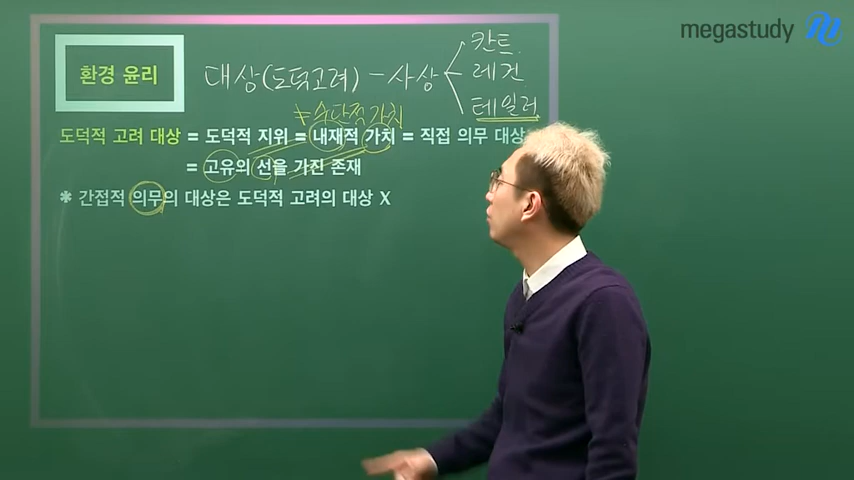 megastudy
환경 윤리
대상(도덕고려) - 사상
칸트
레건
테일러
≠ 수단적 가치
도덕적 고려 대상 = 도덕적 지위 = 내재적 가치 = 직접 의무 대상
= 고유의 선을 가진 존재
* 간접적 의무의 대상은 도덕적 고려의 대상 X